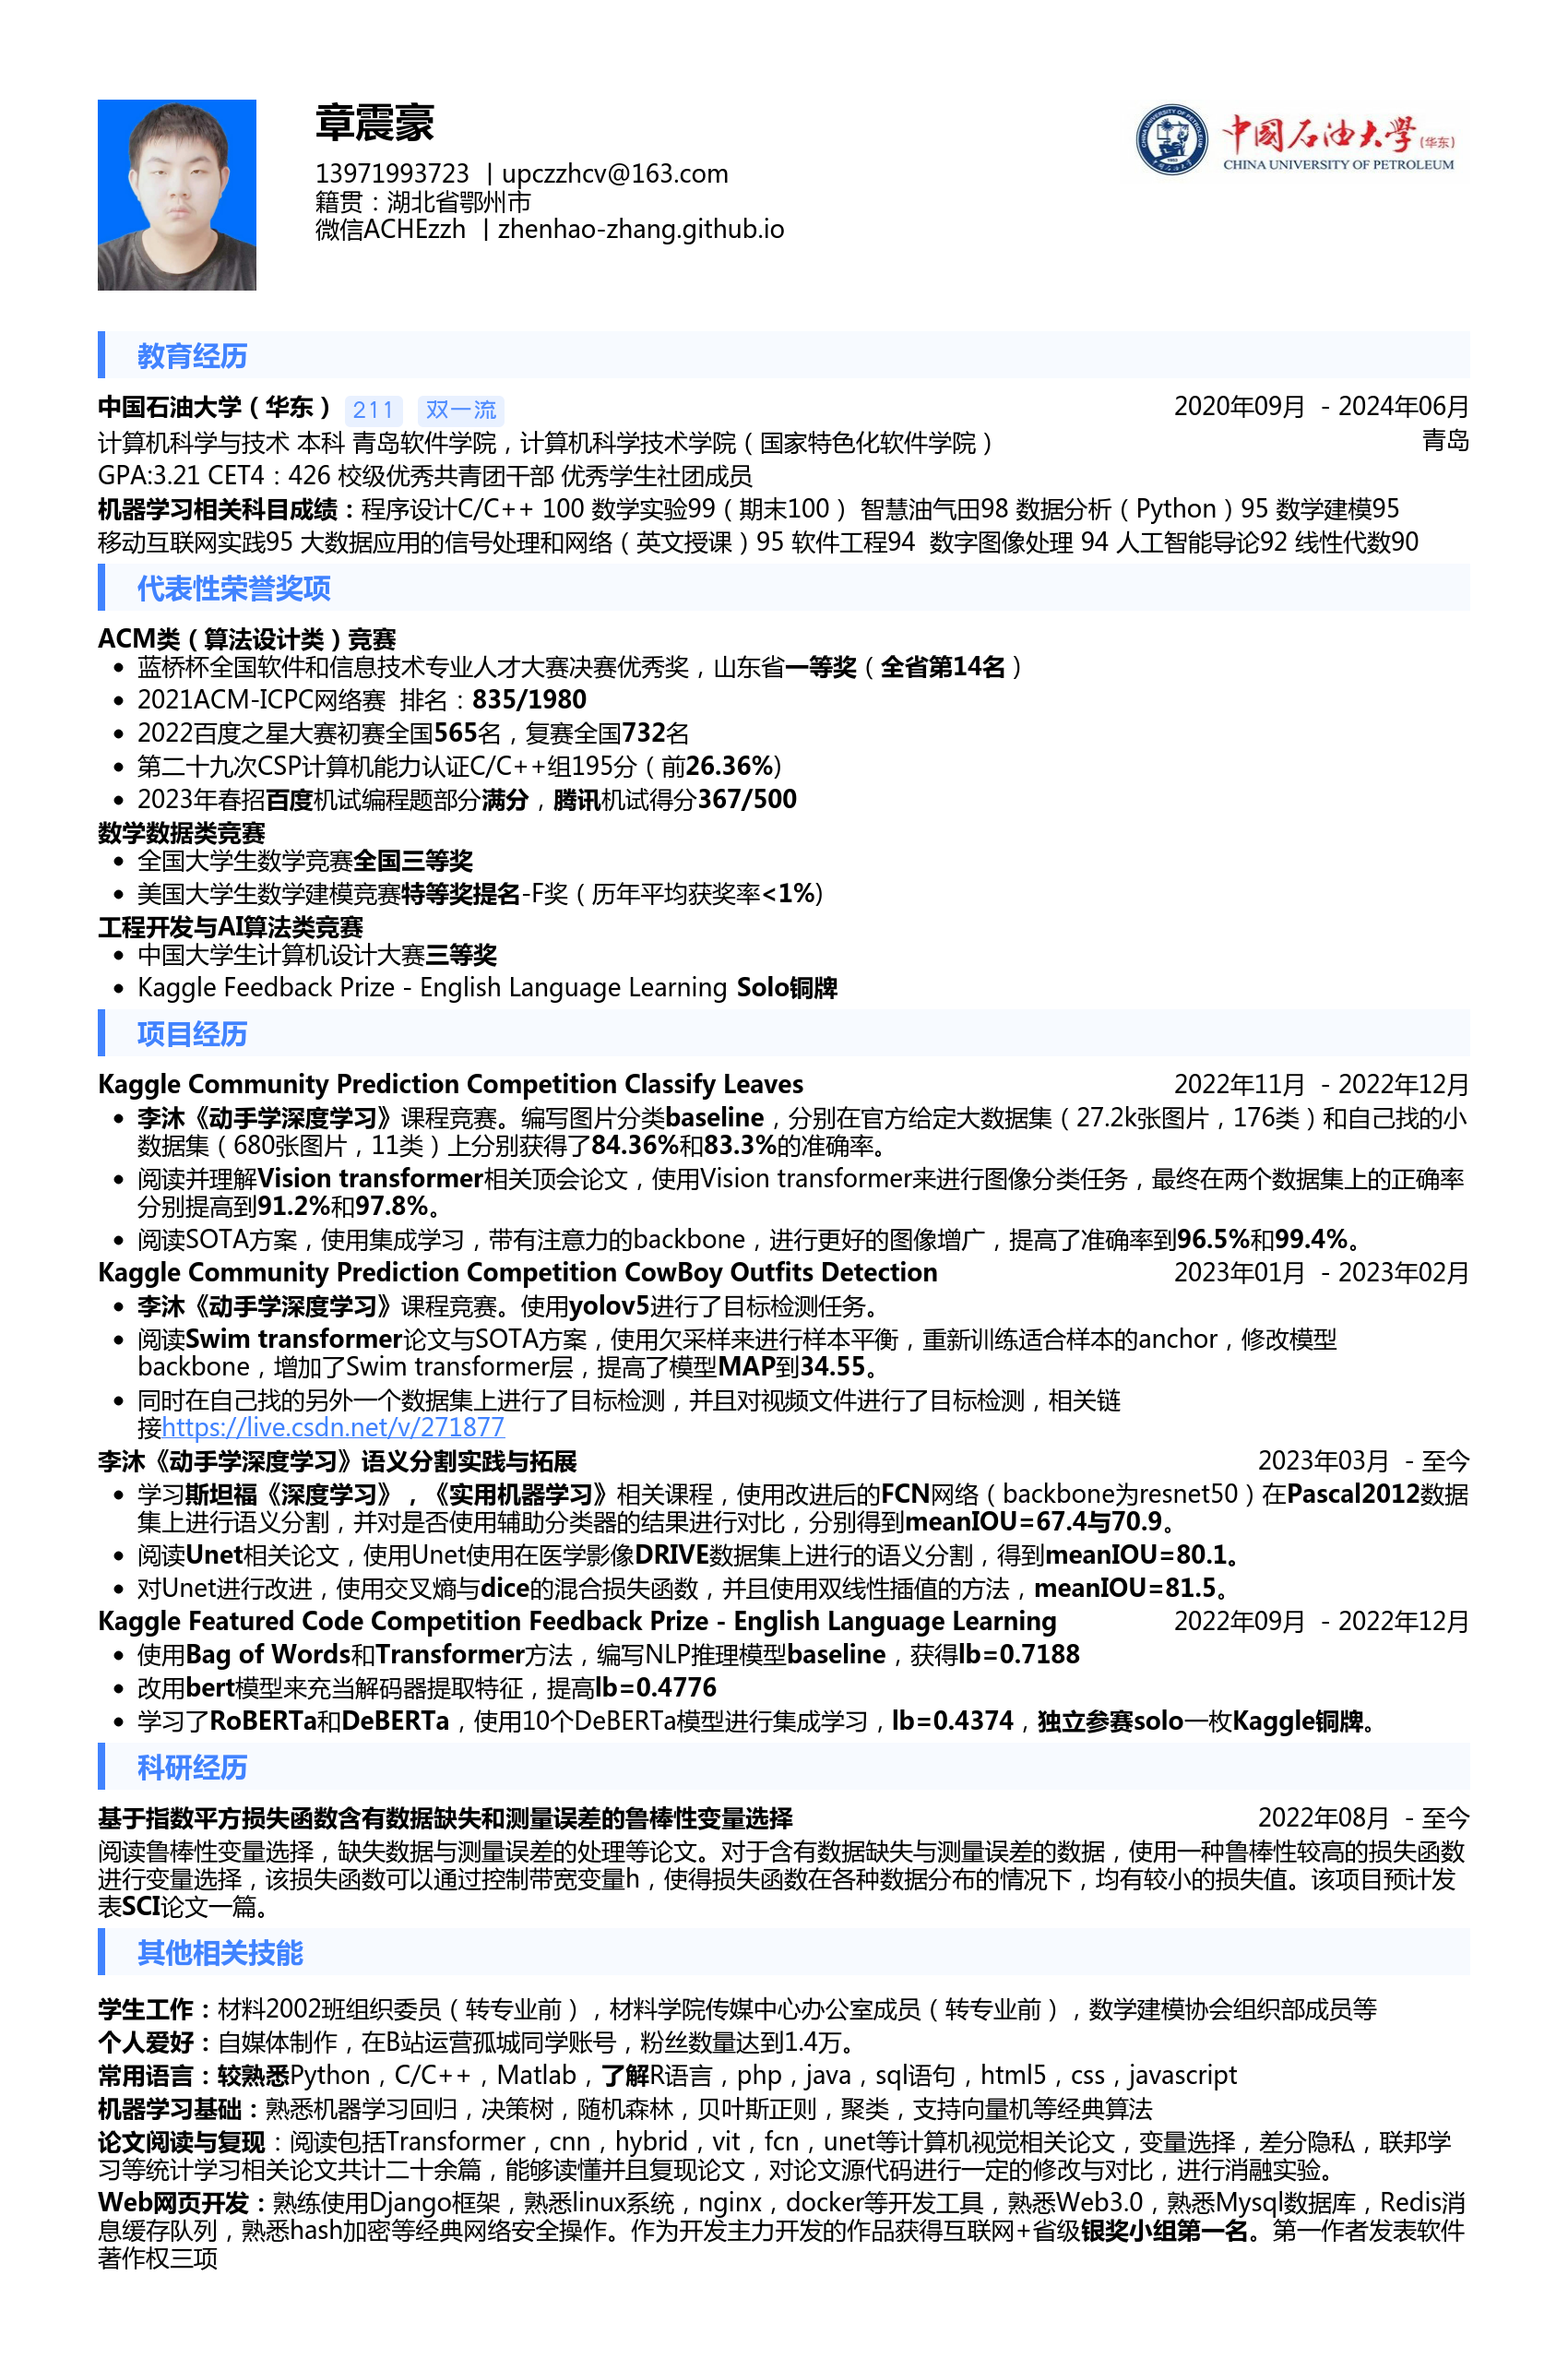 章震豪
13971993723 | upczzhcv@163.com
籍贯：湖北省鄂州市
微信ACHEzzh | zhenhao-zhang.github.io
中國石油大學(华东)
CHINA UNIVERSITY OF PETROLEUM
教育经历
中国石油大学（华东） 211 双一流 2020年09月 - 2024年06月
计算机科学与技术 本科 青岛软件学院，计算机科学技术学院（国家特色化软件学院） 青岛
GPA:3.21 CET4：426 校级优秀共青团干部 优秀学生社团成员
机器学习相关科目成绩：程序设计C/C++ 100 数学实验99（期末100） 智慧油气田98 数据分析（Python）95 数学建模95
移动互联网实践95 大数据应用的信号处理和网络（英文授课）95 软件工程94 数字图像处理 94 人工智能导论92 线性代数90
代表性荣誉奖项
ACM类（算法设计类）竞赛
• 蓝桥杯全国软件和信息技术专业人才大赛决赛优秀奖，山东省一等奖（全省第14名）
• 2021ACM-ICPC网络赛 排名：835/1980
• 2022百度之星大赛初赛全国565名，复赛全国732名
• 第二十九次CSP计算机能力认证C/C++组195分（前26.36%)
• 2023年春招百度机试编程题部分满分，腾讯机试得分367/500
数学数据类竞赛
• 全国大学生数学竞赛全国三等奖
• 美国大学生数学建模竞赛特等奖提名-F奖（历年平均获奖率<1%)
工程开发与AI算法类竞赛
• 中国大学生计算机设计大赛三等奖
• Kaggle Feedback Prize - English Language Learning Solo铜牌
项目经历
Kaggle Community Prediction Competition Classify Leaves 2022年11月 - 2022年12月
• 李沐《动手学深度学习》课程竞赛。编写图片分类baseline，分别在官方给定大数据集（27.2k张图片，176类）和自己找的小
数据集（680张图片，11类）上分别获得了84.36%和83.3%的准确率。
• 阅读并理解Vision transformer相关顶会论文，使用Vision transformer来进行图像分类任务，最终在两个数据集上的正确率
分别提高到91.2%和97.8%。
• 阅读SOTA方案，使用集成学习，带有注意力的backbone，进行更好的图像增广，提高了准确率到96.5%和99.4%。
Kaggle Community Prediction Competition CowBoy Outfits Detection 2023年01月 - 2023年02月
• 李沐《动手学深度学习》课程竞赛。使用yolov5进行了目标检测任务。
• 阅读Swim transformer论文与SOTA方案，使用欠采样来进行样本平衡，重新训练适合样本的anchor，修改模型
backbone，增加了Swim transformer层，提高了模型MAP到34.55。
• 同时在自己找的另外一个数据集上进行了目标检测，并且对视频文件进行了目标检测，相关链
接https://live.csdn.net/v/271877
李沐《动手学深度学习》语义分割实践与拓展 2023年03月 - 至今
• 学习斯坦福《深度学习》，《实用机器学习》相关课程，使用改进后的FCN网络（backbone为resnet50）在Pascal2012数据
集上进行语义分割，并对是否使用辅助分类器的结果进行对比，分别得到meanIOU=67.4与70.9。
• 阅读Unet相关论文，使用Unet使用在医学影像DRIVE数据集上进行的语义分割，得到meanIOU=80.1。
• 对Unet进行改进，使用交叉熵与dice的混合损失函数，并且使用双线性插值的方法，meanIOU=81.5。
Kaggle Featured Code Competition Feedback Prize - English Language Learning 2022年09月 - 2022年12月
• 使用Bag of Words和Transformer方法，编写NLP推理模型baseline，获得lb=0.7188
• 改用bert模型来充当解码器提取特征，提高lb=0.4776
• 学习了RoBERTa和DeBERTa，使用10个DeBERTa模型进行集成学习，lb=0.4374，独立参赛solo一枚Kaggle铜牌。
科研经历
基于指数平方损失函数含有数据缺失和测量误差的鲁棒性变量选择 2022年08月 - 至今
阅读鲁棒性变量选择，缺失数据与测量误差的处理等论文。对于含有数据缺失与测量误差的数据，使用一种鲁棒性较高的损失函数
进行变量选择，该损失函数可以通过控制带宽变量h，使得损失函数在各种数据分布的情况下，均有较小的损失值。该项目预计发
表SCI论文一篇。
其他相关技能
学生工作：材料2002班组织委员（转专业前），材料学院传媒中心办公室成员（转专业前），数学建模协会组织部成员等
个人爱好：自媒体制作，在B站运营孤城同学账号，粉丝数量达到1.4万。
常用语言：较熟悉Python，C/C++，Matlab，了解R语言，php，java，sql语句，html5，css，javascript
机器学习基础：熟悉机器学习回归，决策树，随机森林，贝叶斯正则，聚类，支持向量机等经典算法
论文阅读与复现：阅读包括Transformer，cnn，hybrid，vit，fcn，unet等计算机视觉相关论文，变量选择，差分隐私，联邦学
习等统计学习相关论文共计二十余篇，能够读懂并且复现论文，对论文源代码进行一定的修改与对比，进行消融实验。
Web网页开发：熟练使用Django框架，熟悉linux系统，nginx，docker等开发工具，熟悉Web3.0，熟悉Mysql数据库，Redis消
息缓存队列，熟悉hash加密等经典网络安全操作。作为开发主力开发的作品获得互联网+省级银奖小组第一名。第一作者发表软件
著作权三项